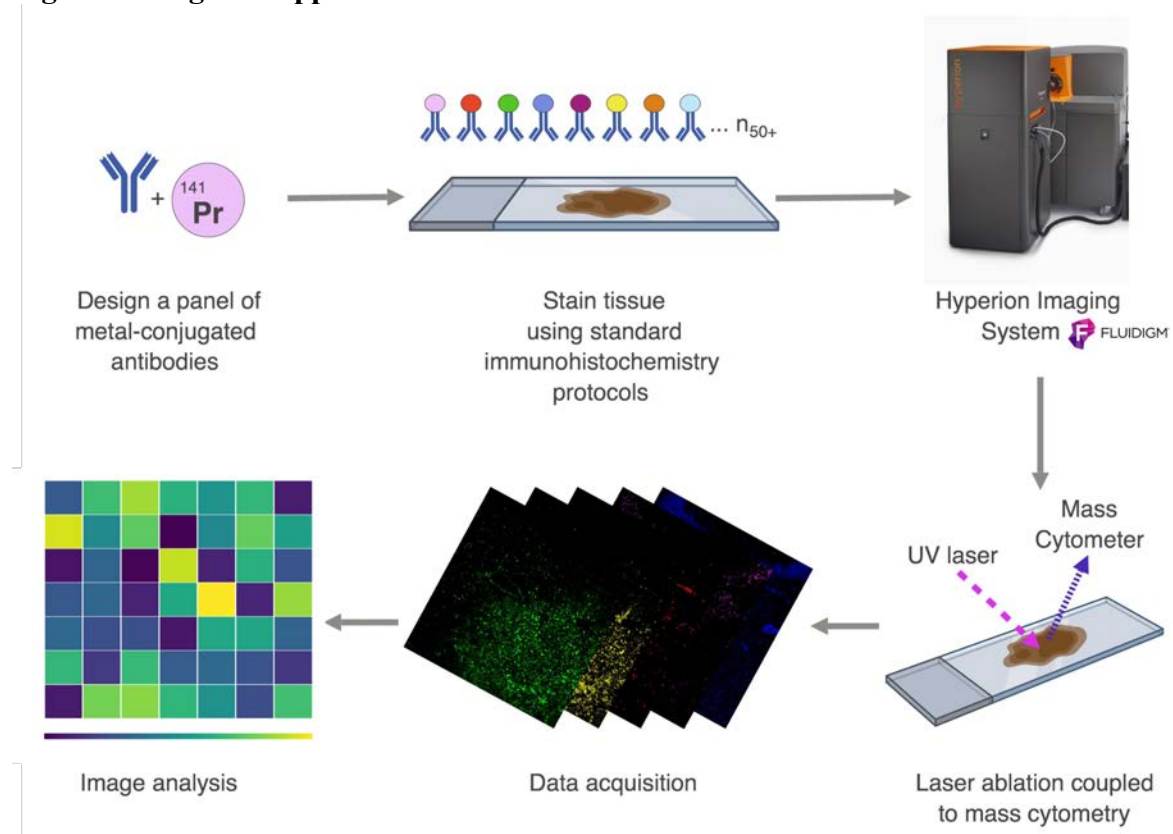 ... n50+
141
Pr
+
hyperion
Design a panel of
metal-conjugated
antibodies
Stain tissue
using standard
immunohistochemistry
protocols
Hyperion Imaging
System F FLUIDIGM
UV laser
Mass
Cytometer
Image analysis
Data acquisition
Laser ablation coupled
to mass cytometry